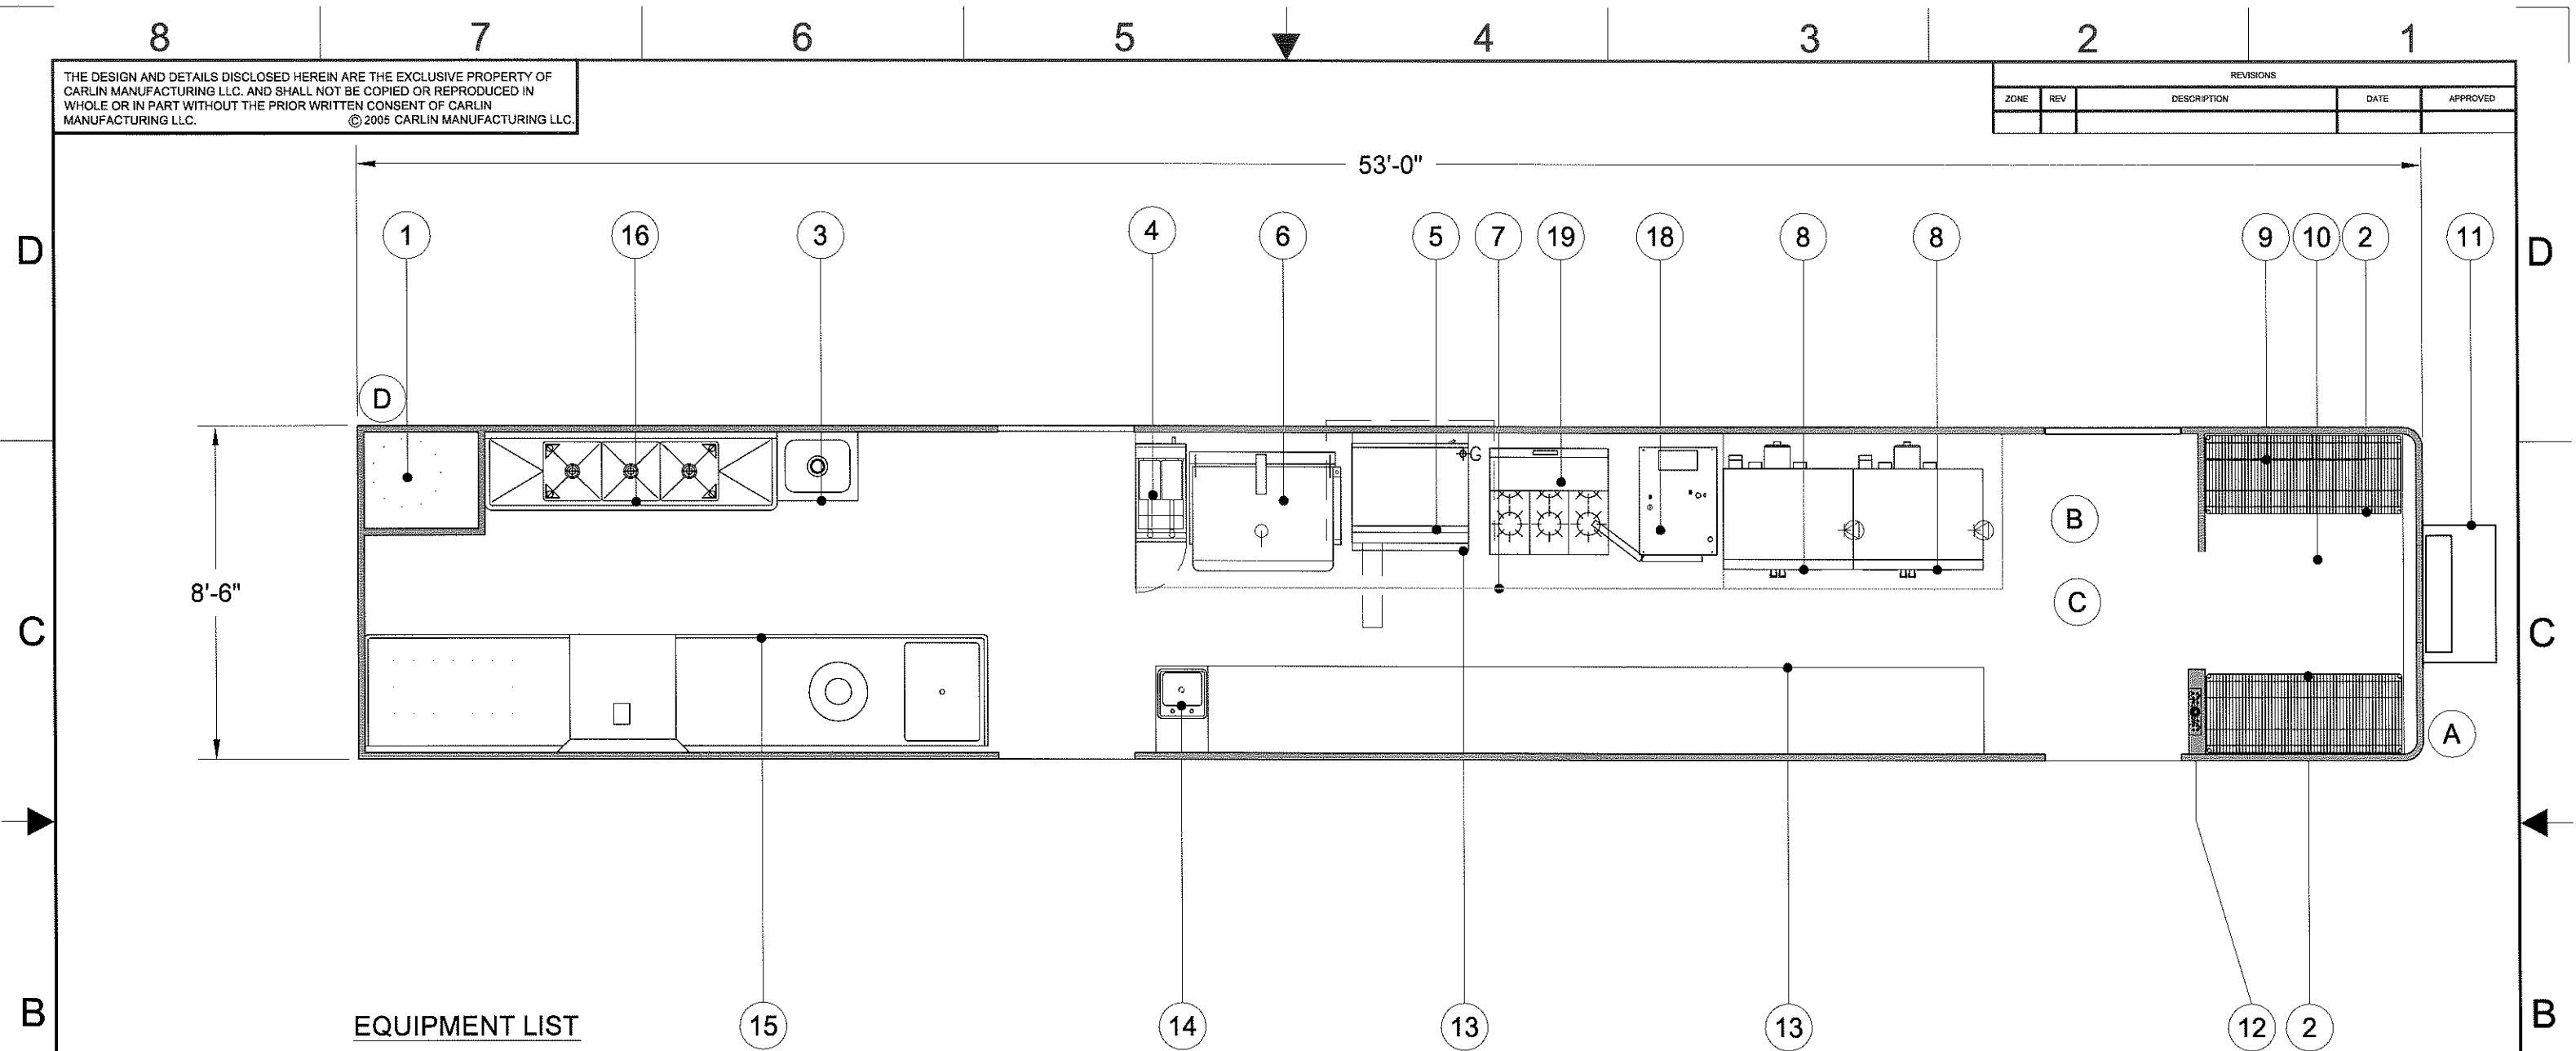 8 7 6 5 4 3 2 1
THE DESIGN AND DETAILS DISCLOSED HEREIN ARE THE EXCLUSIVE PROPERTY OF
CARLIN MANUFACTURING LLC. AND SHALL NOT BE COPIED OR REPRODUCED IN
WHOLE OR IN PART WITHOUT THE PRIOR WRITTEN CONSENT OF CARLIN
MANUFACTURING LLC. © 2005 CARLIN MANUFACTURING LLC.
REVISIONS
ZONE REV DESCRIPTION DATE APPROVED
53'-0"
D 1 16 3 4 6 5 7 19 18 8 8 9 10 2 11 D
D
G
B
8'-6"
C
C C
A
B B
EQUIPMENT LIST
15 14 13 13 12 2